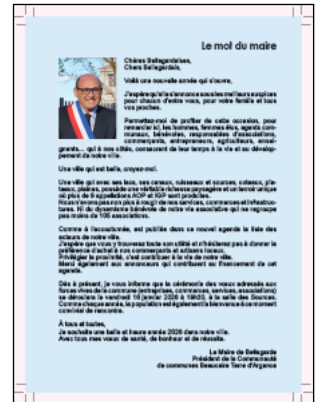 Le mot du maire
Chères Bellegardaises,
Chers Bellegardais,
Voilà une nouvelle année qui s'ouvre,
J'espère qu'elle s'annonce sous les meilleurs auspices
pour chacun d'entre vous, pour votre famille et tous
vos proches.
Permettez-moi de profiter de cette occasion, pour
remercier ici, les hommes, femmes élus, agents com-
munaux, bénévoles, responsables d'associations,
commerçants, entrepreneurs, agriculteurs, ensei-
gnants... qui à nos côtés, consacrent de leur temps à la vie et au dévelop-
pement de notre ville.
Une ville qui est belle, croyez-moi.
Une ville qui avec ses lacs, ses canaux, ruisseaux et sources, coteaux, pla-
teaux, plaines, possède une véritable richesse paysagère et un terroir unique
où plus de 9 appellations AOP et IGP sont produites.
Nous n'avons pas non plus à rougir de nos services, commerces et infrastruc-
tures. Ni du dynamisme bénévole de notre vie associative qui ne regroupe
pas moins de 105 associations.
Comme à l'accoutumée, est publiée dans ce nouvel agenda la liste des
acteurs de notre ville.
J'espère que vous y trouverez toute son utilité et n'hésiterez pas à donner la
préférence d'achat à nos commerçants et artisans locaux.
Privilégier la proximité, c'est contribuer à la vie de notre ville.
Merci également aux annonceurs qui contribuent au financement de cet
agenda.
Dès à présent, je vous informe que la cérémonie des vœux adressés aux
forces vives de la commune (entreprises, commerces, services, associations)
se déroulera le vendredi 16 janvier 2026 à 18h30, à la salle des Sources.
Comme chaque année, la population est également la bienvenue à ce moment
convivial de rencontre.
À tous et toutes,
Je souhaite une belle et heure année 2026 dans notre ville.
Avec tous mes vœux de santé, de bonheur et de réussite.
Le Maire de Bellegarde
Président de la Communauté
de communes Beaucaire Terre d'Argence